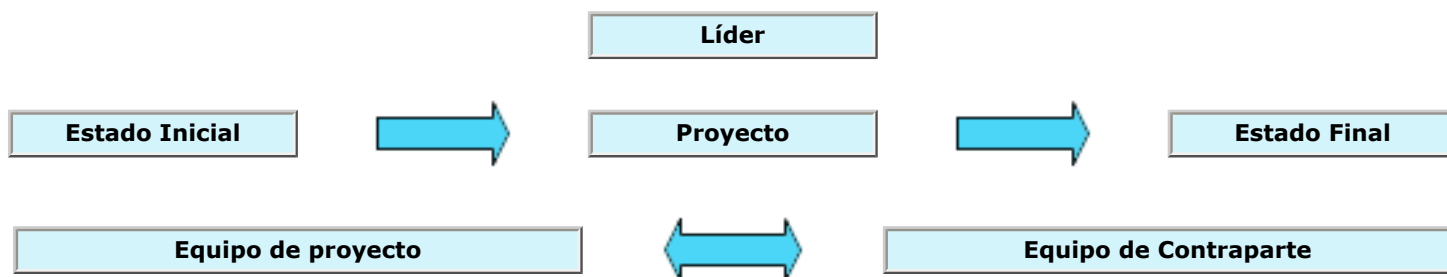 Líder
Estado Inicial
Proyecto
Estado Final
Equipo de proyecto
Equipo de Contraparte